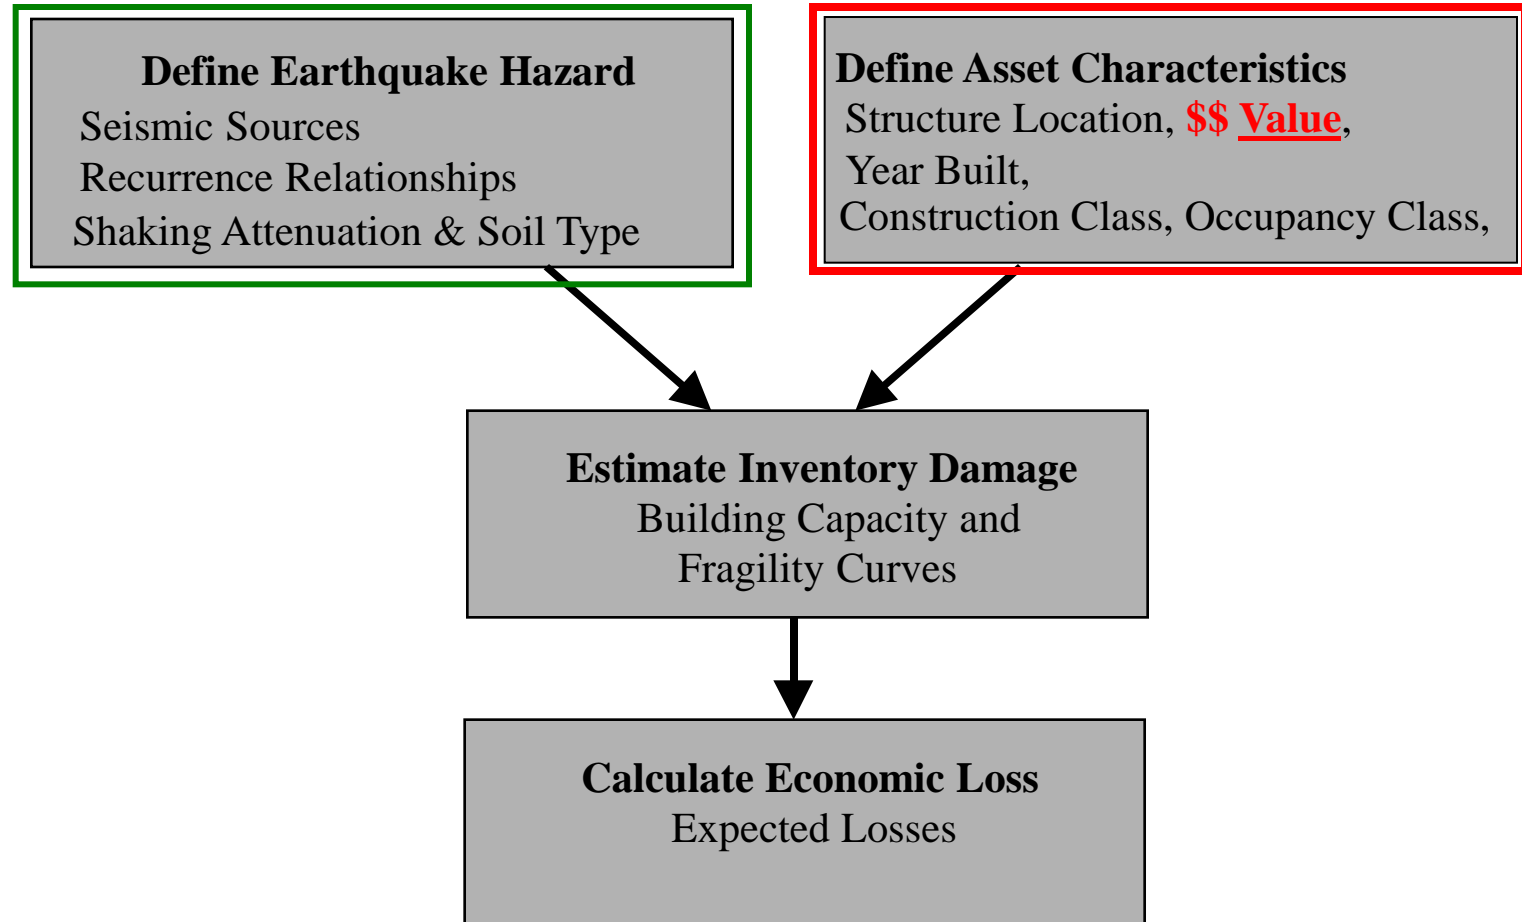 Define Earthquake Hazard
Seismic Sources
Recurrence Relationships
Shaking Attenuation & Soil Type
Define Asset Characteristics
Structure Location, $$ Value,
Year Built,
Construction Class, Occupancy Class,
Estimate Inventory Damage
Building Capacity and
Fragility Curves
Calculate Economic Loss
Expected Losses